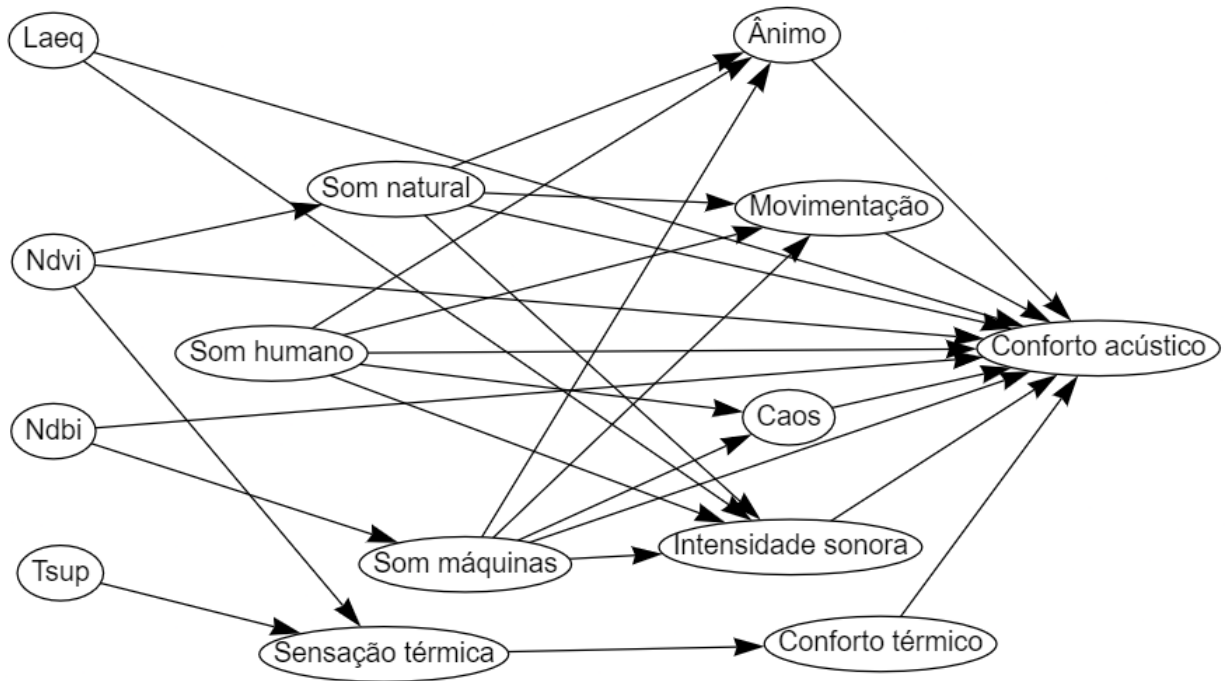 Laeq
Ânimo
Som natural
Movimentação
Ndvi
Som humano
Conforto acústico
Ndbi
Caos
Tsup
Som máquinas
Intensidade sonora
Sensação térmica
Conforto térmico